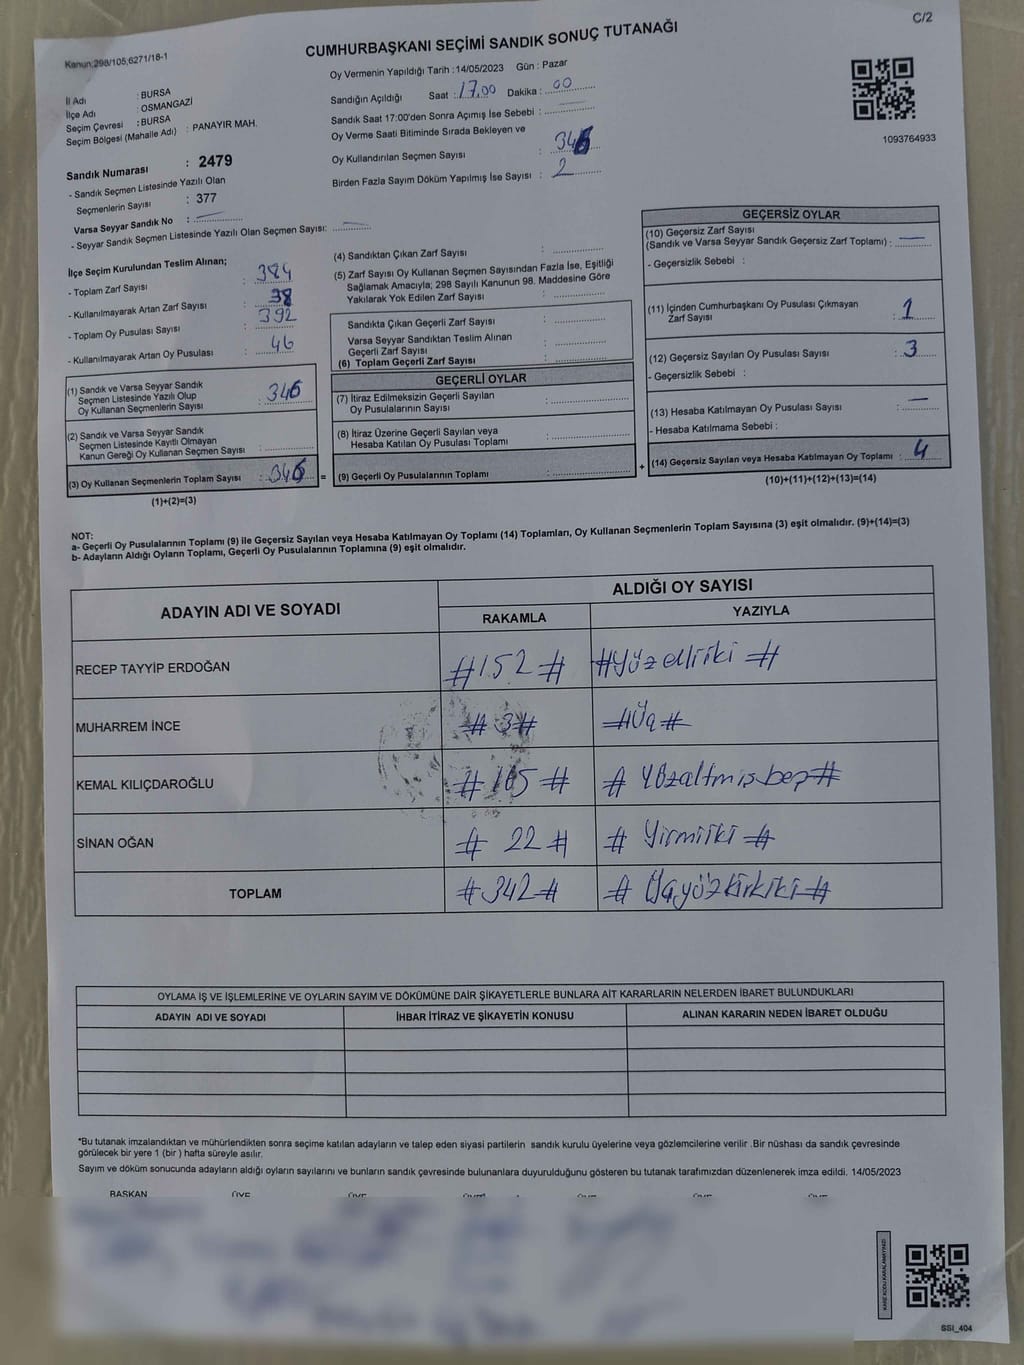 C/2
Kanun:298/105,6271/18-1
CUMHURBAŞKANI SEÇİMİ SANDIK SONUÇ TUTANAĞI
İl Adı : BURSA
İlçe Adı : OSMANGAZİ
Seçim Çevresi : BURSA
Seçim Bölgesi (Mahalle Adı) : PANAYIR MAH.
Sandık Numarası : 2479
- Sandık Seçmen Listesinde Yazılı Olan
Seçmenlerin Sayısı : 377
Varsa Seyyar Sandık No :
- Seyyar Sandık Seçmen Listesinde Yazılı Olan Seçmen Sayısı:
Oy Vermenin Yapıldığı Tarih :14/05/2023 Gün : Pazar
Sandığın Açıldığı Saat : 17.00 Dakika : 00
Sandık Saat 17:00'den Sonra Açımış İse Sebebi :
Oy Verme Saati Bitiminde Sırada Bekleyen ve
Oy Kullandırılan Seçmen Sayısı : 346
Birden Fazla Sayım Döküm Yapılmış İse Sayısı : 2
1093764933
İlçe Seçim Kurulundan Teslim Alınan;
- Toplam Zarf Sayısı : 384
- Kullanılmayarak Artan Zarf Sayısı : 38
- Toplam Oy Pusulası Sayısı : 392
- Kullanılmayarak Artan Oy Pusulası : 46
(1) Sandık ve Varsa Seyyar Sandık
Seçmen Listesinde Yazılı Olup
Oy Kullanan Seçmenlerin Sayısı : 346
(2) Sandık ve Varsa Seyyar Sandık
Seçmen Listesinde Kayıtlı Olmayan
Kanun Gereği Oy Kullanan Seçmen Sayısı :
(3) Oy Kullanan Seçmenlerin Toplam Sayısı : 346 =
(1)+(2)=(3)
(4) Sandıktan Çıkan Zarf Sayısı :
(5) Zarf Sayısı Oy Kullanan Seçmen Sayısından Fazla İse, Eşitliği
Sağlamak Amacıyla; 298 Sayılı Kanunun 98. Maddesine Göre
Yakılarak Yok Edilen Zarf Sayısı :
Sandıkta Çıkan Geçerli Zarf Sayısı :
Varsa Seyyar Sandıktan Teslim Alınan
Geçerli Zarf Sayısı :
(6) Toplam Geçerli Zarf Sayısı :
GEÇERLİ OYLAR
(7) İtiraz Edilmeksizin Geçerli Sayılan
Oy Pusulalarının Sayısı :
(8) İtiraz Üzerine Geçerli Sayılan veya
Hesaba Katılan Oy Pusulası Toplamı :
(9) Geçerli Oy Pusulalarının Toplamı : +
GEÇERSİZ OYLAR
(10) Geçersiz Zarf Sayısı
(Sandık ve Varsa Seyyar Sandık Geçersiz Zarf Toplamı) : —
- Geçersizlik Sebebi :
(11) İçinden Cumhurbaşkanı Oy Pusulası Çıkmayan
Zarf Sayısı : 1
(12) Geçersiz Sayılan Oy Pusulası Sayısı : 3
- Geçersizlik Sebebi :
(13) Hesaba Katılmayan Oy Pusulası Sayısı : —
- Hesaba Katılmama Sebebi :
(14) Geçersiz Sayılan veya Hesaba Katılmayan Oy Toplamı : 4
(10)+(11)+(12)+(13)=(14)
NOT:
a- Geçerli Oy Pusulalarının Toplamı (9) ile Geçersiz Sayılan veya Hesaba Katılmayan Oy Toplamı (14) Toplamları, Oy Kullanan Seçmenlerin Toplam Sayısına (3) eşit olmalıdır. (9)+(14)=(3)
b- Adayların Aldığı Oyların Toplamı, Geçerli Oy Pusulalarının Toplamına (9) eşit olmalıdır.
ADAYIN ADI VE SOYADI ALDIĞI OY SAYISI
RAKAMLA YAZIYLA
RECEP TAYYİP ERDOĞAN #152# #Yüzelliiki#
MUHARREM İNCE #3# #Üç#
KEMAL KILIÇDAROĞLU #165# #Yüzaltmışbeş#
SİNAN OĞAN #22# #Yirmiiki#
TOPLAM #342# #Üçyüzkırkiki#
OYLAMA İŞ VE İŞLEMLERİNE VE OYLARIN SAYIM VE DÖKÜMÜNE DAİR ŞİKAYETLERLE BUNLARA AİT KARARLARIN NELERDEN İBARET BULUNDUKLARI
ADAYIN ADI VE SOYADI İHBAR İTİRAZ VE ŞİKAYETİN KONUSU ALINAN KARARIN NEDEN İBARET OLDUĞU
*Bu tutanak imzalandıktan ve mühürlendikten sonra seçime katılan adayların ve talep eden siyasi partilerin sandık kurulu üyelerine veya gözlemcilerine verilir .Bir nüshası da sandık çevresinde
görülecek bir yere 1 (bir ) hafta süreyle asılır.
Sayım ve döküm sonucunda adayların aldığı oyların sayılarını ve bunların sandık çevresinde bulunanlara duyurulduğunu gösteren bu tutanak tarafımızdan düzenlenerek imza edildi. 14/05/2023
BAŞKAN ÜYE ÜYE ÜYE ÜYE ÜYE ÜYE
KARE KODU KARALAMAYINIZ!
SSI_404